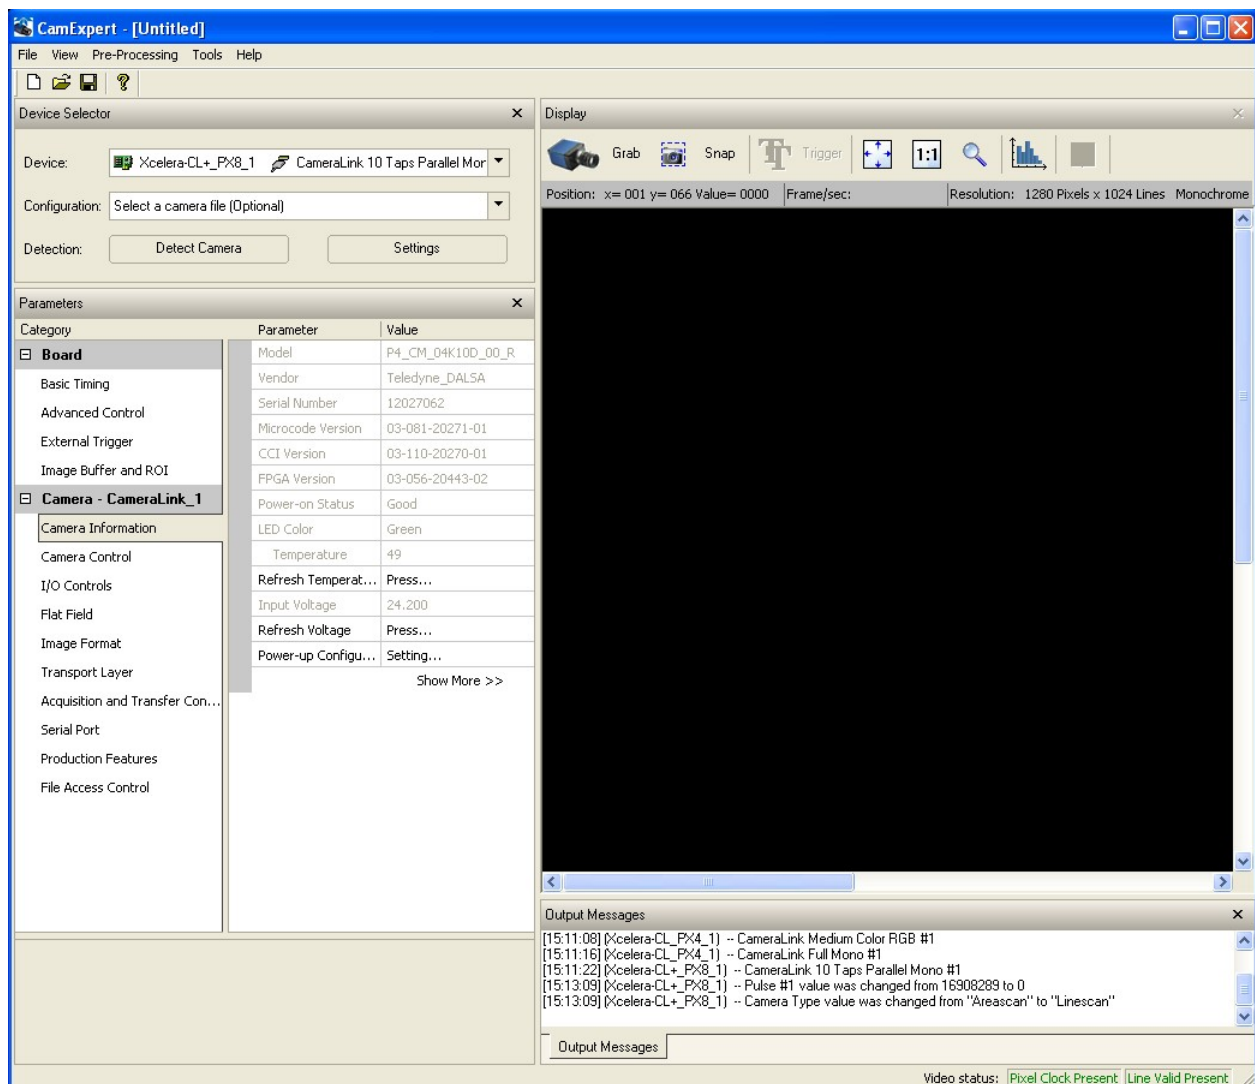 CamExpert - [Untitled]
File View Pre-Processing Tools Help
Device Selector
Device: Xcelera-CL+_PX8_1 CameraLink 10 Taps Parallel Mor
Configuration: Select a camera file (Optional)
Detection: Detect Camera Settings
Parameters
Category Parameter Value
Board
Basic Timing
Advanced Control
External Trigger
Image Buffer and ROI
Camera - CameraLink_1
Camera Information
Camera Control
I/O Controls
Flat Field
Image Format
Transport Layer
Acquisition and Transfer Con...
Serial Port
Production Features
File Access Control
Model P4_CM_04K10D_00_R
Vendor Teledyne_DALSA
Serial Number 12027062
Microcode Version 03-081-20271-01
CCI Version 03-110-20270-01
FPGA Version 03-056-20443-02
Power-on Status Good
LED Color Green
Temperature 49
Refresh Temperat... Press...
Input Voltage 24.200
Refresh Voltage Press...
Power-up Configu... Setting...
Show More >>
Display
Grab Snap Trigger 1:1
Position: x= 001 y= 066 Value= 0000 Frame/sec: Resolution: 1280 Pixels x 1024 Lines Monochrome
Output Messages
[15:11:08] (Xcelera-CL_PX4_1) -- CameraLink Medium Color RGB #1
[15:11:16] (Xcelera-CL_PX4_1) -- CameraLink Full Mono #1
[15:11:22] (Xcelera-CL+_PX8_1) -- CameraLink 10 Taps Parallel Mono #1
[15:13:09] (Xcelera-CL+_PX8_1) -- Pulse #1 value was changed from 16908289 to 0
[15:13:09] (Xcelera-CL+_PX8_1) -- Camera Type value was changed from "Areascan" to "Linescan"
Output Messages
Video status: Pixel Clock Present Line Valid Present